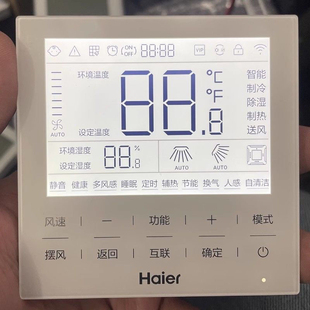 ON OFF 88:88 VIP
环境温度 88.8 °C °F 智能
制冷
除湿
制热
AUTO 设定温度 送风
环境湿度 88.8 %
设定湿度 AUTO AUTO
静音 健康 多风感 睡眠 定时 辅热 节能 换气 人感 自清洁
风速 — 功能 + 模式
摆风 返回 互联 确定
Haier